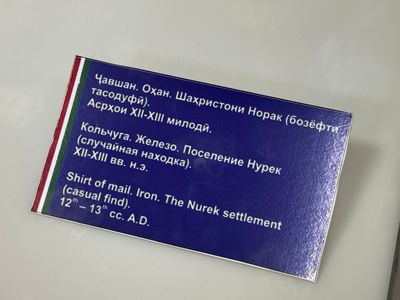 Ҷавшан. Оҳан. Шаҳристони Норак (бозёфти
тасодуфӣ).
Асрҳои XII-XIII милодӣ.
Кольчуга. Железо. Поселение Нурек
(случайная находка).
XII-XIII вв. н.э.
Shirt of mail. Iron. The Nurek settlement
(casual find).
12th – 13th cc. A.D.